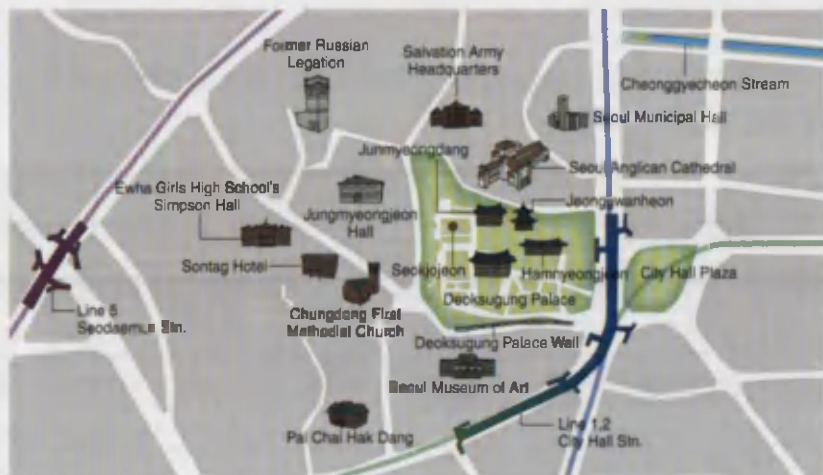 Former Russian
Legation
Salvation Army
Headquarters
Cheonggyecheon Stream
Seoul Municipal Hall
Junmyeongdang
Seoul Anglican Cathedral
Ewha Girls High School's
Simpson Hall
Jungmyeongjeon
Hall
Jeonggwanheon
Sontag Hotel
Seokjojeon
Hamnyeongjeon
City Hall Plaza
Deoksugung Palace
Line 5
Seodaemun Stn.
Chungdong First
Methodist Church
Deoksugung Palace Wall
Seoul Museum of Art
Pai Chai Hak Dang
Line 1,2
City Hall Stn.